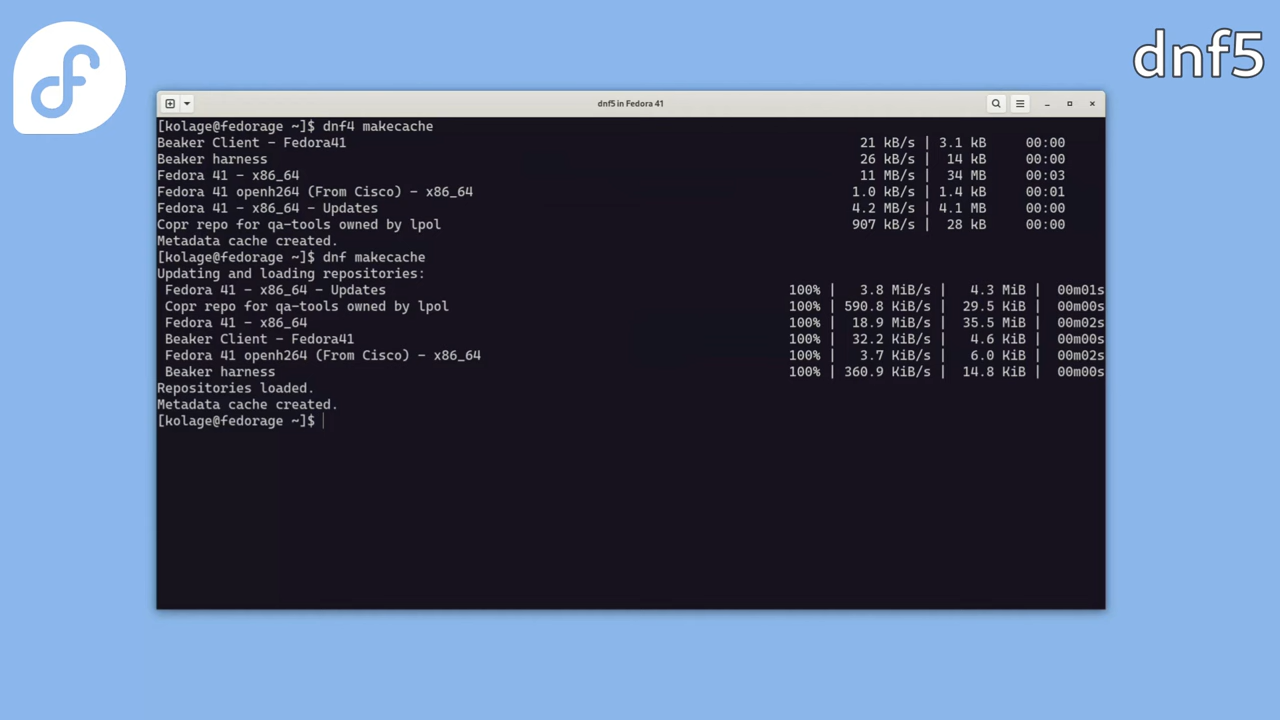 dnf5
dnf5 in Fedora 41
[kolage@fedorage ~]$ dnf4 makecache
Beaker Client - Fedora41 21 kB/s | 3.1 kB 00:00
Beaker harness 26 kB/s | 14 kB 00:00
Fedora 41 - x86_64 11 MB/s | 34 MB 00:03
Fedora 41 openh264 (From Cisco) - x86_64 1.0 kB/s | 1.4 kB 00:01
Fedora 41 - x86_64 - Updates 4.2 MB/s | 4.1 MB 00:00
Copr repo for qa-tools owned by lpol 907 kB/s | 28 kB 00:00
Metadata cache created.
[kolage@fedorage ~]$ dnf makecache
Updating and loading repositories:
Fedora 41 - x86_64 - Updates 100% | 3.8 MiB/s | 4.3 MiB | 00m01s
Copr repo for qa-tools owned by lpol 100% | 590.8 KiB/s | 29.5 KiB | 00m00s
Fedora 41 - x86_64 100% | 18.9 MiB/s | 35.5 MiB | 00m02s
Beaker Client - Fedora41 100% | 32.2 KiB/s | 4.6 KiB | 00m00s
Fedora 41 openh264 (From Cisco) - x86_64 100% | 3.7 KiB/s | 6.0 KiB | 00m02s
Beaker harness 100% | 360.9 KiB/s | 14.8 KiB | 00m00s
Repositories loaded.
Metadata cache created.
[kolage@fedorage ~]$